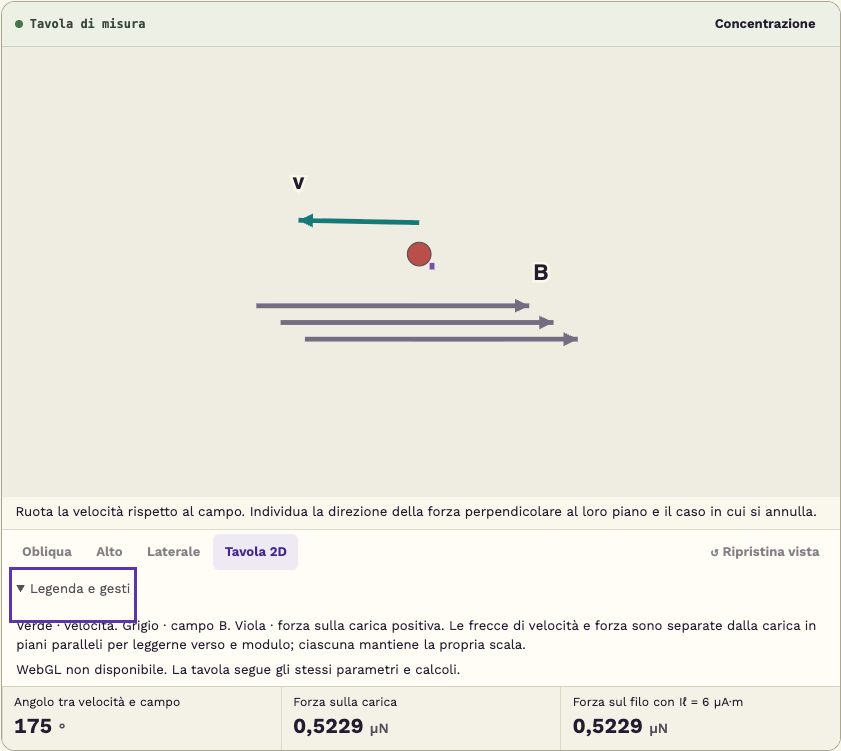 Tavola di misura
Concentrazione
v
B
Ruota la velocità rispetto al campo. Individua la direzione della forza perpendicolare al loro piano e il caso in cui si annulla.
Obliqua Alto Laterale Tavola 2D ↺ Ripristina vista
▼ Legenda e gesti
Verde · velocità. Grigio · campo B. Viola · forza sulla carica positiva. Le frecce di velocità e forza sono separate dalla carica in
piani paralleli per leggerne verso e modulo; ciascuna mantiene la propria scala.
WebGL non disponibile. La tavola segue gli stessi parametri e calcoli.
Angolo tra velocità e campo
175 °
Forza sulla carica
0,5229 µN
Forza sul filo con Iℓ = 6 µA·m
0,5229 µN